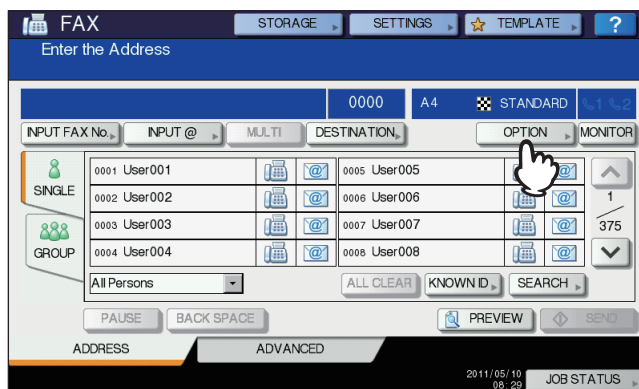 FAX STORAGE SETTINGS TEMPLATE ?
Enter the Address
0000 A4 STANDARD 1 2
INPUT FAX No. INPUT @ MULTI DESTINATION OPTION MONITOR
SINGLE
GROUP
0001 User001 @ 0005 User005 @
0002 User002 @ 0006 User006 @
0003 User003 @ 0007 User007 @
0004 User004 @ 0008 User008 @
1
375
All Persons ALL CLEAR KNOWN ID SEARCH
PAUSE BACK SPACE PREVIEW SEND
ADDRESS ADVANCED
2011/05/10
08:29
JOB STATUS